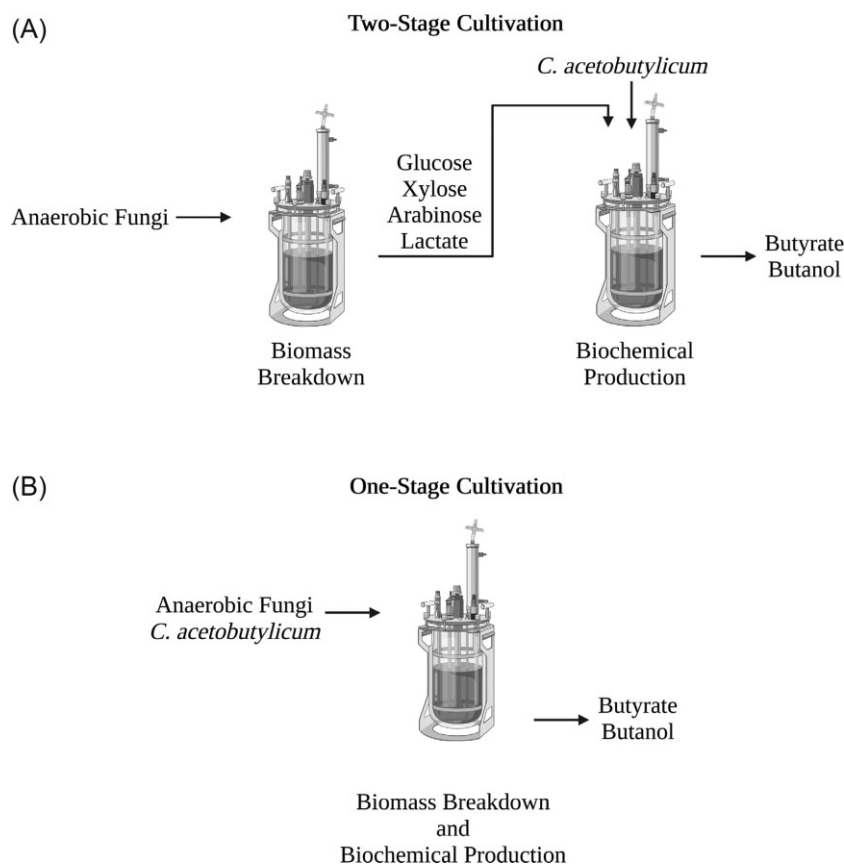 (A)
Two-Stage Cultivation
C. acetobutylicum
Anaerobic Fungi
Glucose
Xylose
Arabinose
Lactate
Butyrate
Butanol
Biomass
Breakdown
Biochemical
Production
(B)
One-Stage Cultivation
Anaerobic Fungi
C. acetobutylicum
Butyrate
Butanol
Biomass Breakdown
and
Biochemical Production